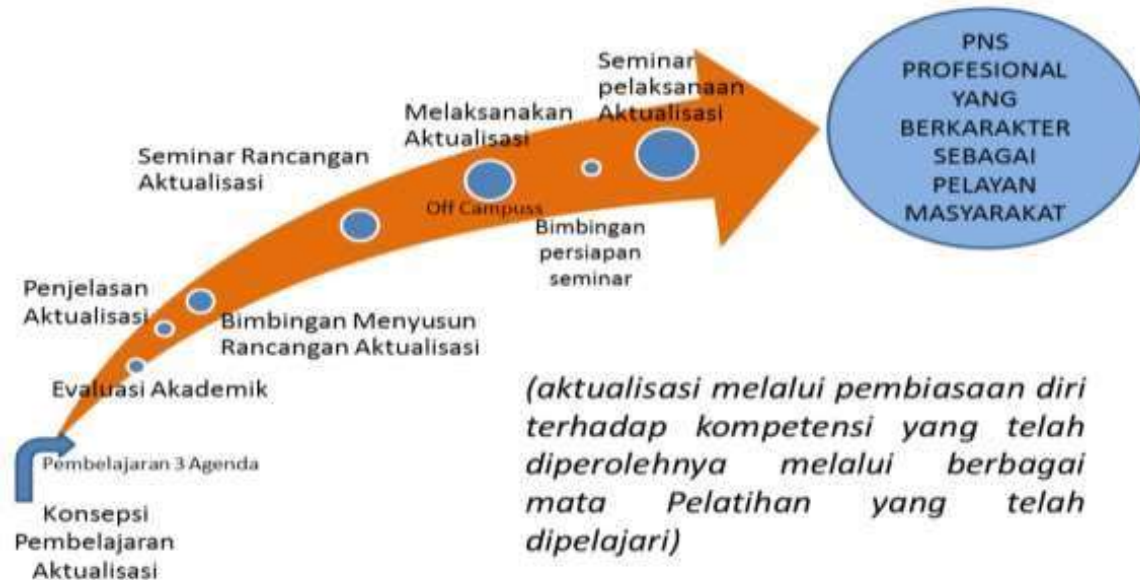 PNS
PROFESIONAL
YANG
BERKARAKTER
SEBAGAI
PELAYAN
MASYARAKAT
Seminar
pelaksanaan
Aktualisasi
Melaksanakan
Aktualisasi
Seminar Rancangan
Aktualisasi
Off Campuss
Bimbingan
persiapan
seminar
Penjelasan
Aktualisasi
Bimbingan Menyusun
Rancangan Aktualisasi
Evaluasi Akademik
Pembelajaran 3 Agenda
Konsepsi
Pembelajaran
Aktualisasi
(aktualisasi melalui pembiasaan diri
terhadap kompetensi yang telah
diperolehnya melalui berbagai
mata Pelatihan yang telah
dipelajari)